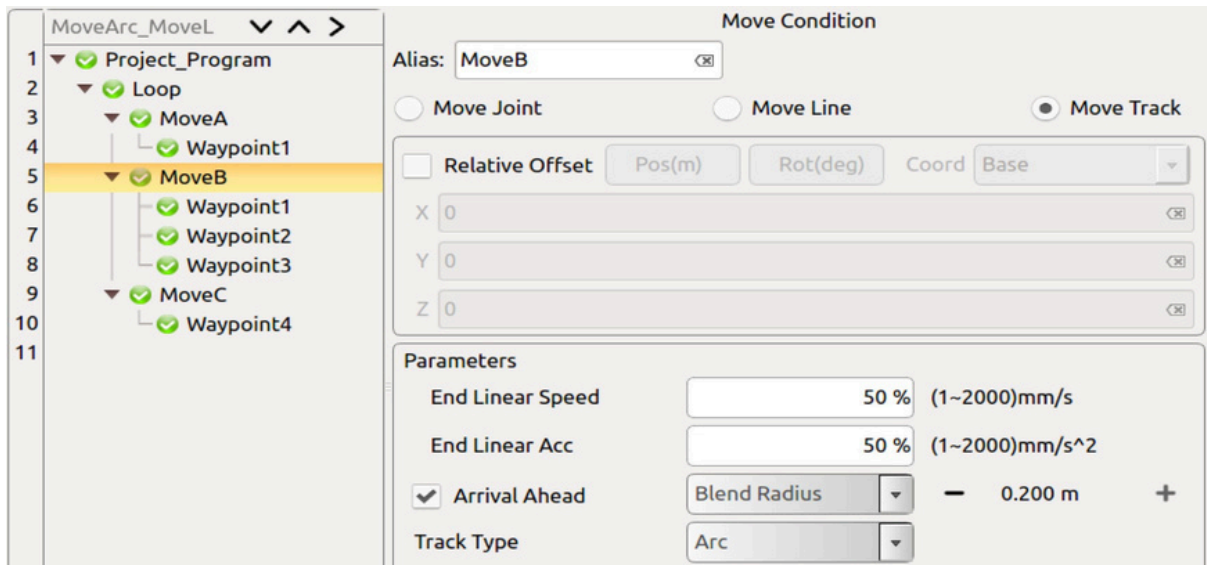 MoveArc_MoveL
1 Project_Program
2 Loop
3 MoveA
4 Waypoint1
5 MoveB
6 Waypoint1
7 Waypoint2
8 Waypoint3
9 MoveC
10 Waypoint4
11
Move Condition
Alias: MoveB
Move Joint Move Line Move Track
Relative Offset Pos(m) Rot(deg) Coord Base
X 0
Y 0
Z 0
Parameters
End Linear Speed 50 % (1~2000)mm/s
End Linear Acc 50 % (1~2000)mm/s^2
Arrival Ahead Blend Radius − 0.200 m +
Track Type Arc